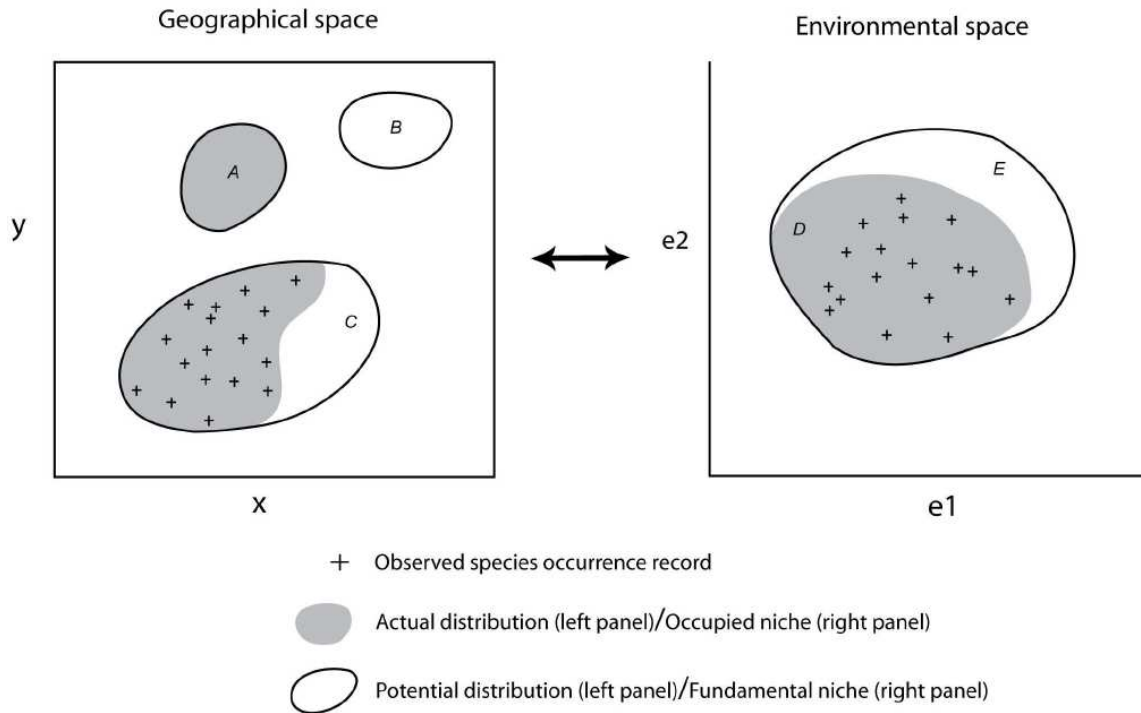 Geographical space
Environmental space
A
B
C
y
x
D
E
e2
e1
+ Observed species occurrence record
Actual distribution (left panel)/Occupied niche (right panel)
Potential distribution (left panel)/Fundamental niche (right panel)